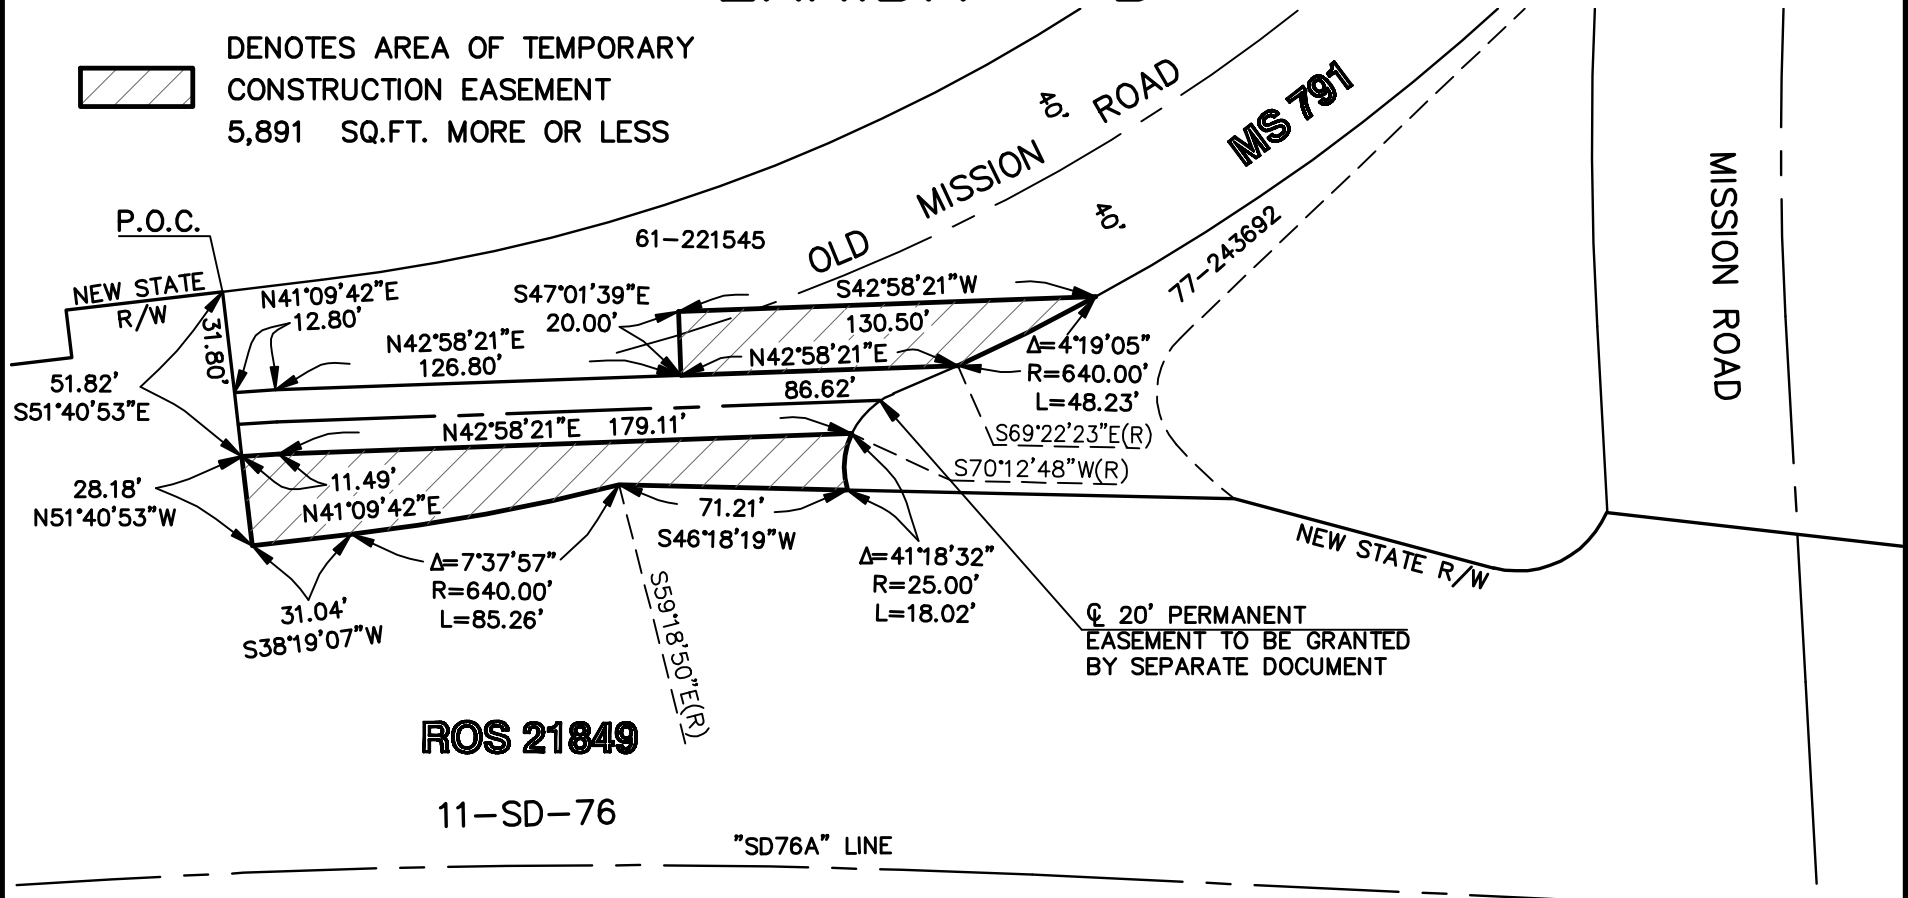 DENOTES AREA OF TEMPORARY
CONSTRUCTION EASEMENT
5,891 SQ.FT. MORE OR LESS
P.O.C.
NEW STATE
R/W
N41°09'42"E
12.80'
31.80'
51.82'
S51°40'53"E
28.18'
N51°40'53"W
61-221545
OLD
MISSION
ROAD
40'
40'
MS 791
77-243692
MISSION ROAD
S47°01'39"E
20.00'
S42°58'21"W
130.50'
N42°58'21"E
126.80'
N42°58'21"E
86.62'
Δ=4°19'05"
R=640.00'
L=48.23'
N42°58'21"E 179.11'
S69°22'23"E(R)
S70°12'48"W(R)
11.49'
N41°09'42"E
71.21'
S46°18'19"W
31.04'
S38°19'07"W
Δ=7°37'57"
R=640.00'
L=85.26'
S59°18'50"E(R)
Δ=41°18'32"
R=25.00'
L=18.02'
NEW STATE R/W
℄ 20' PERMANENT
EASEMENT TO BE GRANTED
BY SEPARATE DOCUMENT
ROS 21849
11-SD-76
"SD76A" LINE